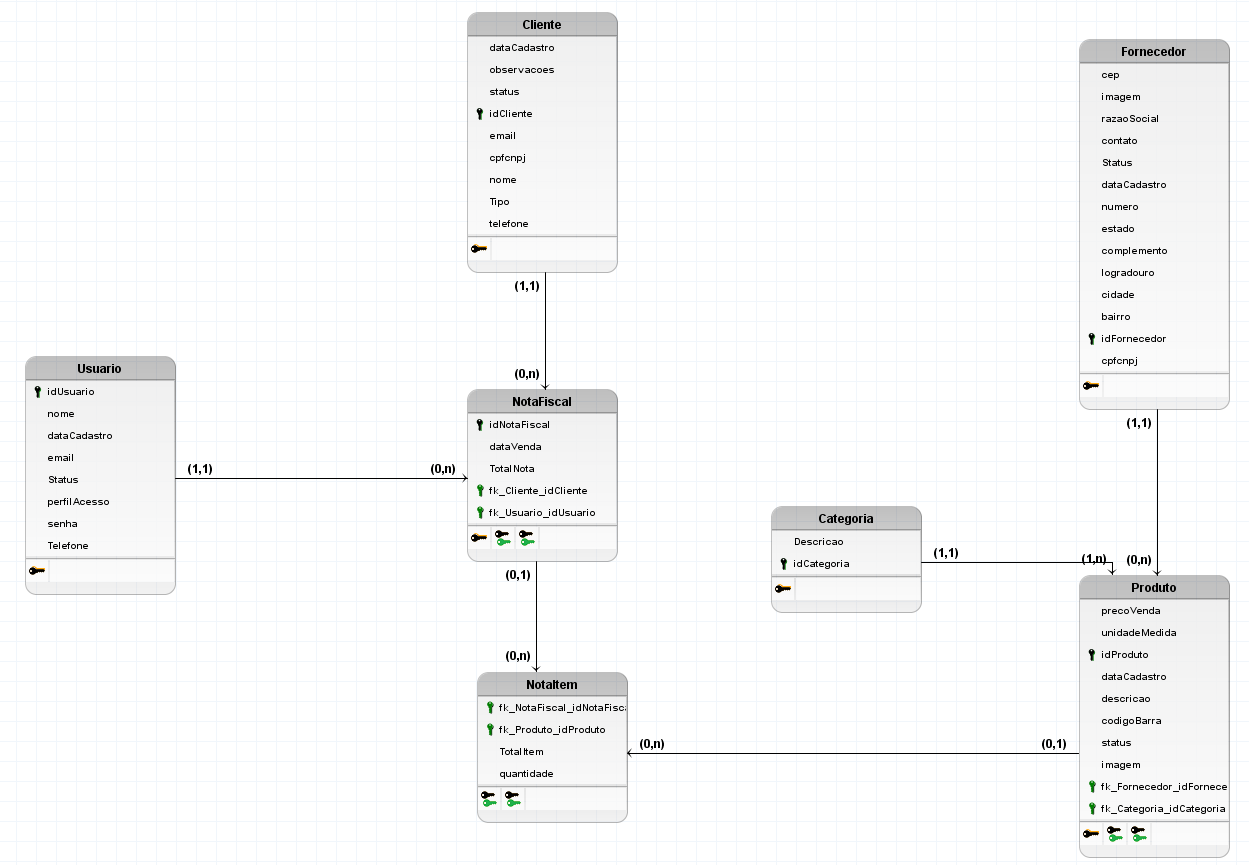 Cliente
dataCadastro
observacoes
status
idCliente
email
cpfcnpj
nome
Tipo
telefone
(1,1)
(0,n)
Fornecedor
cep
imagem
razaoSocial
contato
Status
dataCadastro
numero
estado
complemento
logradouro
cidade
bairro
idFornecedor
cpfcnpj
(1,1)
(0,n)
Usuario
idUsuario
nome
dataCadastro
email
Status
perfilAcesso
senha
Telefone
(1,1)
(0,n)
NotaFiscal
idNotaFiscal
dataVenda
TotalNota
fk_Cliente_idCliente
fk_Usuario_idUsuario
(0,1)
(0,n)
Categoria
Descricao
idCategoria
(1,1)
(1,n)
NotaItem
fk_NotaFiscal_idNotaFisca
fk_Produto_idProduto
TotalItem
quantidade
(0,n)
(0,1)
Produto
precoVenda
unidadeMedida
idProduto
dataCadastro
descricao
codigoBarra
status
imagem
fk_Fornecedor_idFornece
fk_Categoria_idCategoria